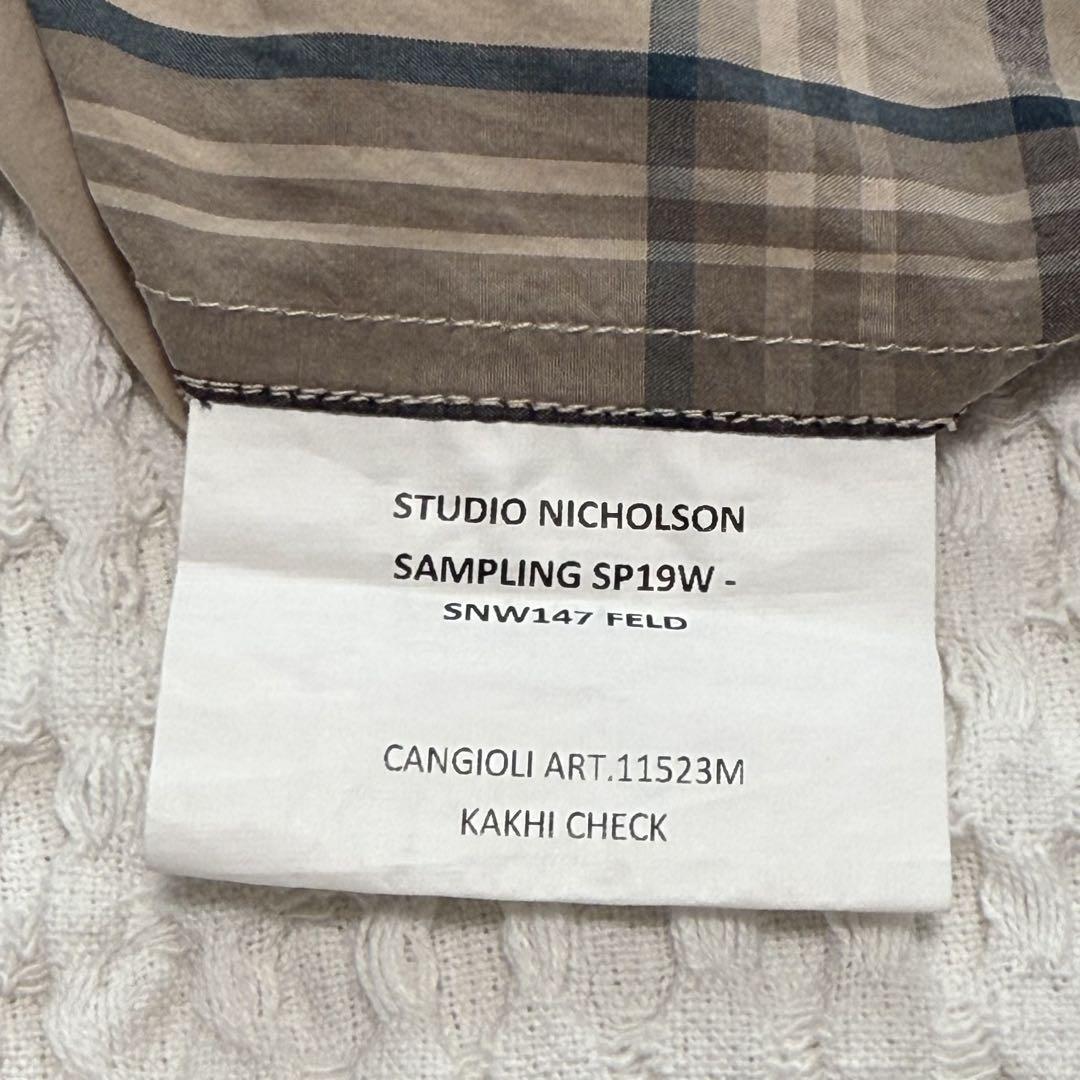 STUDIO NICHOLSON
SAMPLING SP19W -
SNW147 FELD
CANGIOLI ART.11523M
KAKHI CHECK